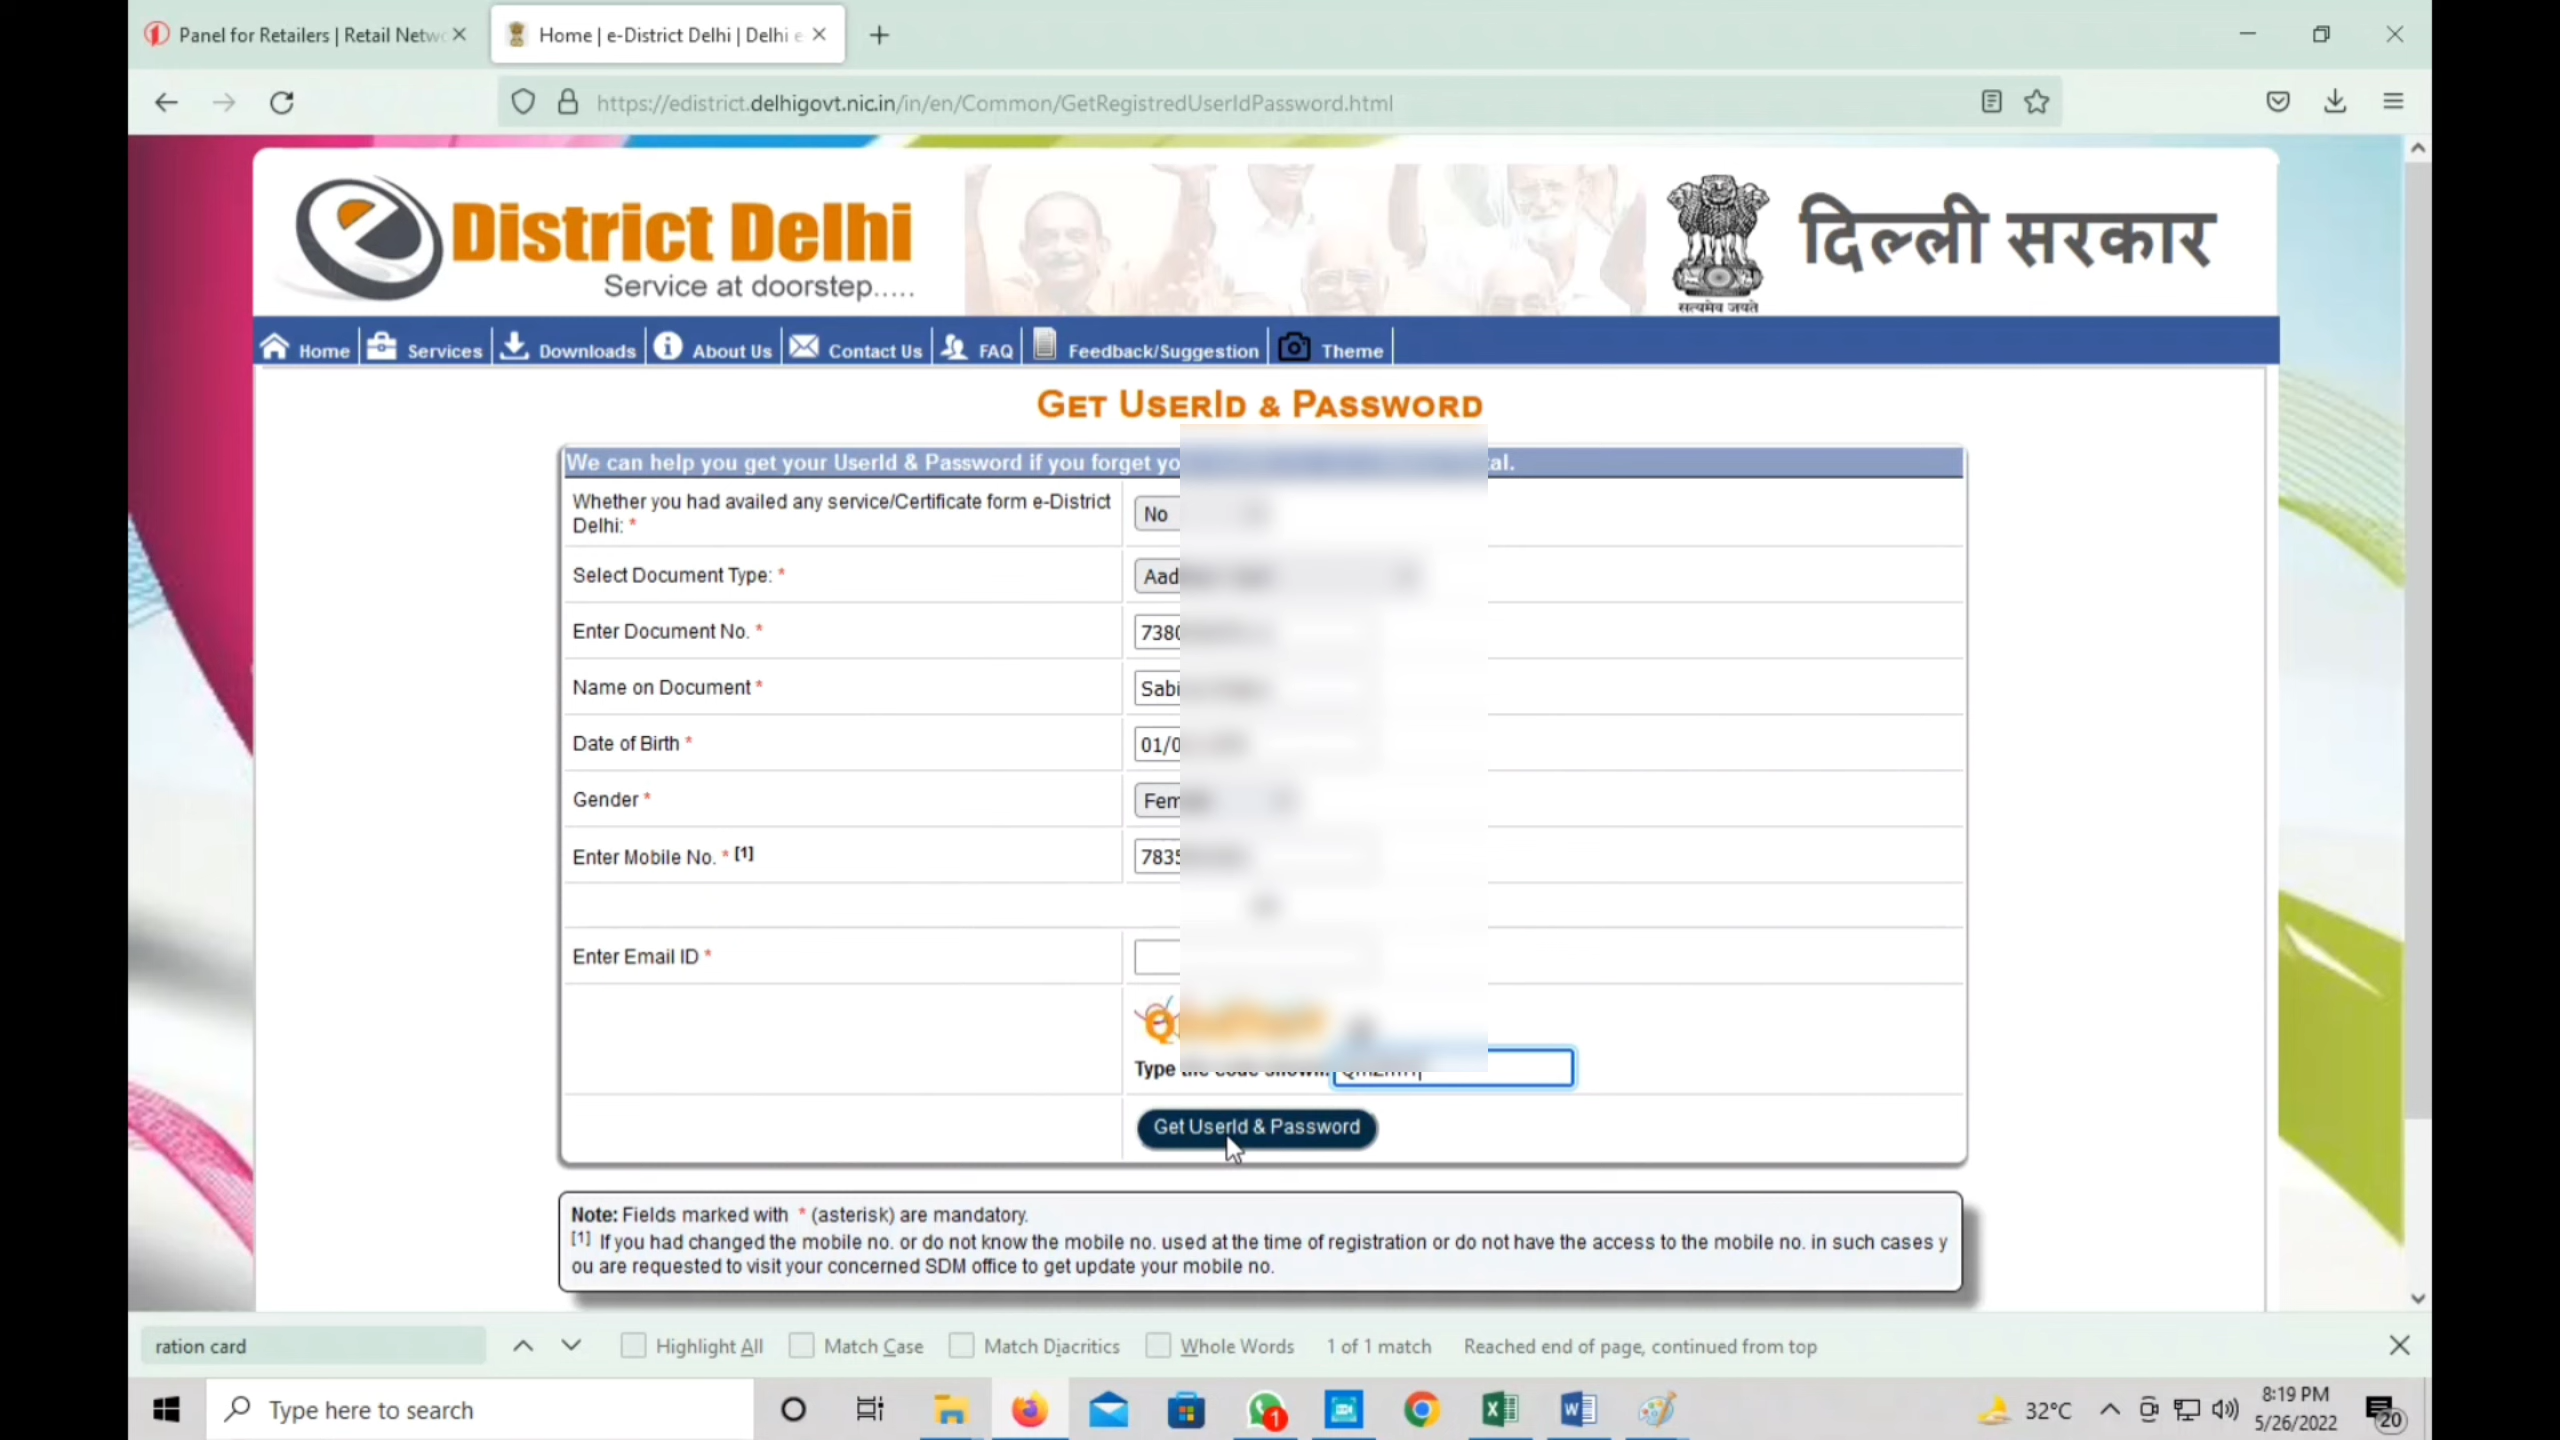 Panel for Retailers | Retail Netwo
Home | e-District Delhi | Delhi e
https://edistrict.delhigovt.nic.in/in/en/Common/GetRegistredUserIdPassword.html
District Delhi
Service at doorstep.....
सत्यमेव जयते
दिल्ली सरकार
Home Services Downloads About Us Contact Us FAQ Feedback/Suggestion Theme
GET USERID & PASSWORD
We can help you get your UserId & Password if you forget yo al.
Whether you had availed any service/Certificate form e-District
Delhi: * No
Select Document Type: * Aad
Enter Document No. * 738
Name on Document * Sabi
Date of Birth * 01/0
Gender * Fem
Enter Mobile No. * [1] 783
Enter Email ID *
Q
Type
Get UserId & Password
Note: Fields marked with * (asterisk) are mandatory.
[1] If you had changed the mobile no. or do not know the mobile no. used at the time of registration or do not have the access to the mobile no. in such cases y
ou are requested to visit your concerned SDM office to get update your mobile no.
ration card Highlight All Match Case Match Diacritics Whole Words 1 of 1 match Reached end of page, continued from top
Type here to search 1 32°C 8:19 PM
5/26/2022 20